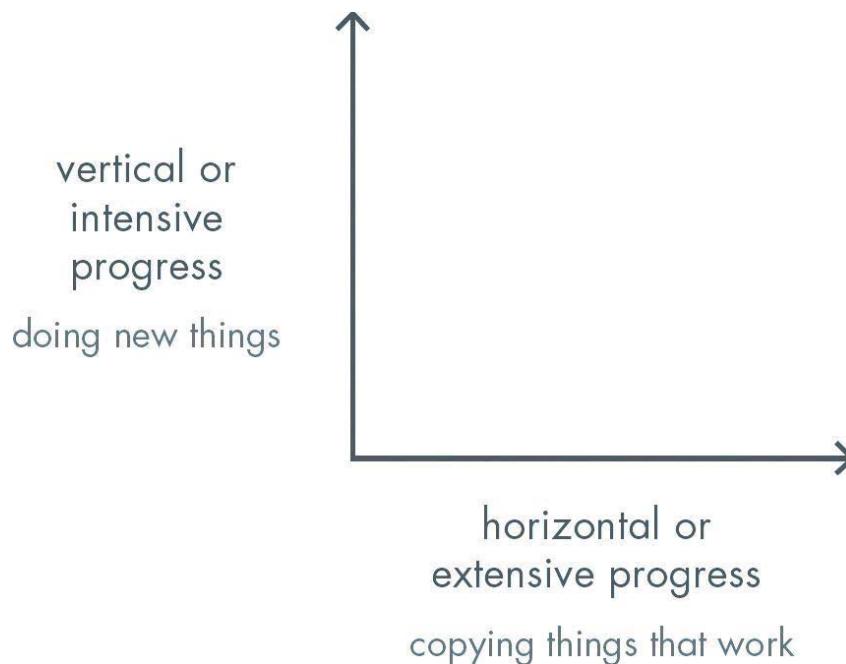 vertical or
intensive
progress
doing new things
horizontal or
extensive progress
copying things that work